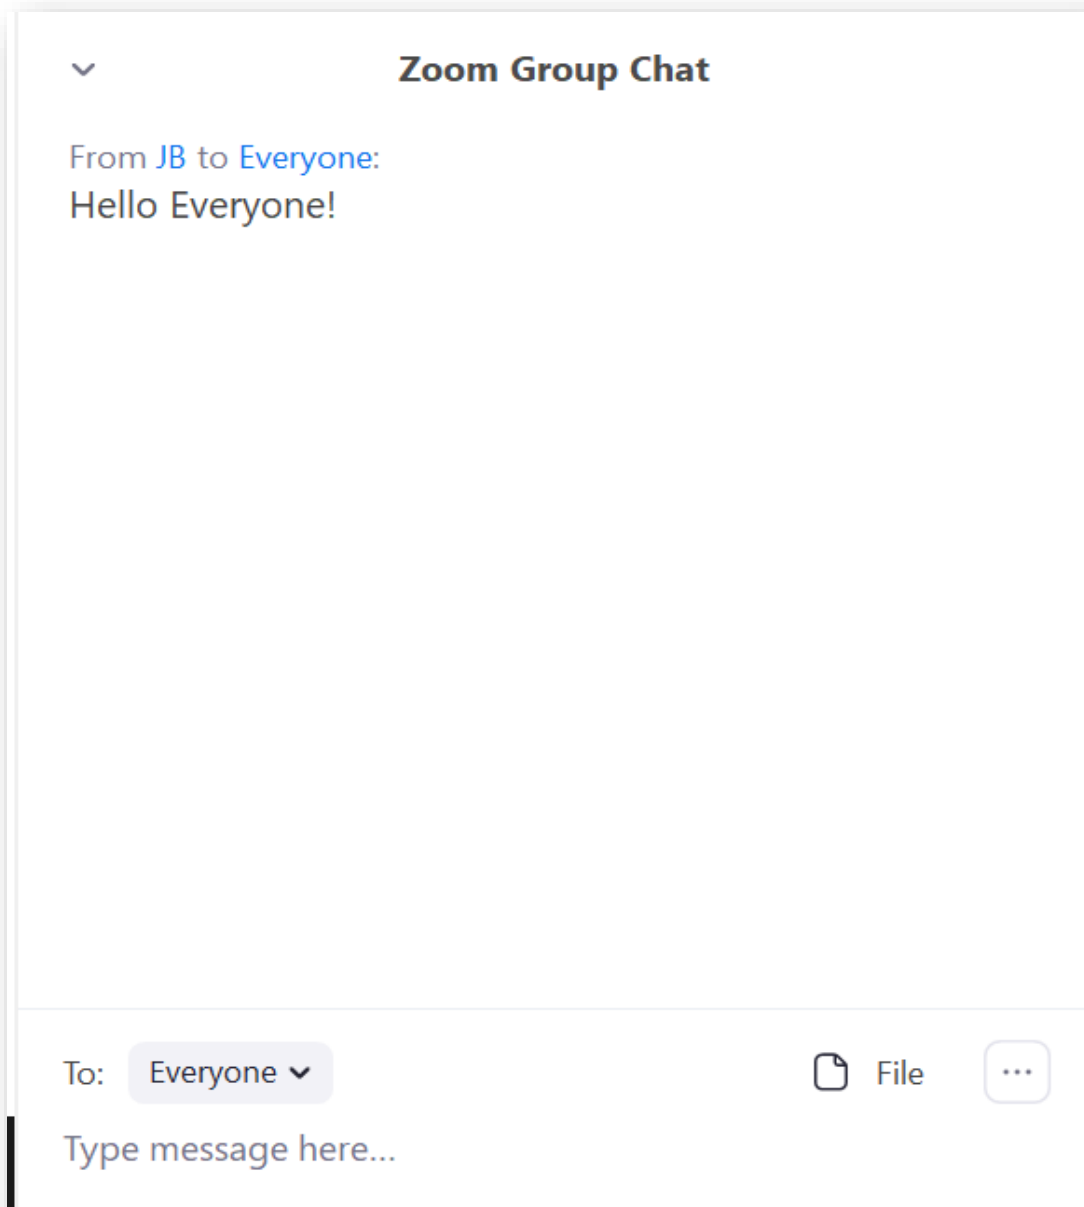 Zoom Group Chat
From JB to Everyone:
Hello Everyone!
To: Everyone File
Type message here...